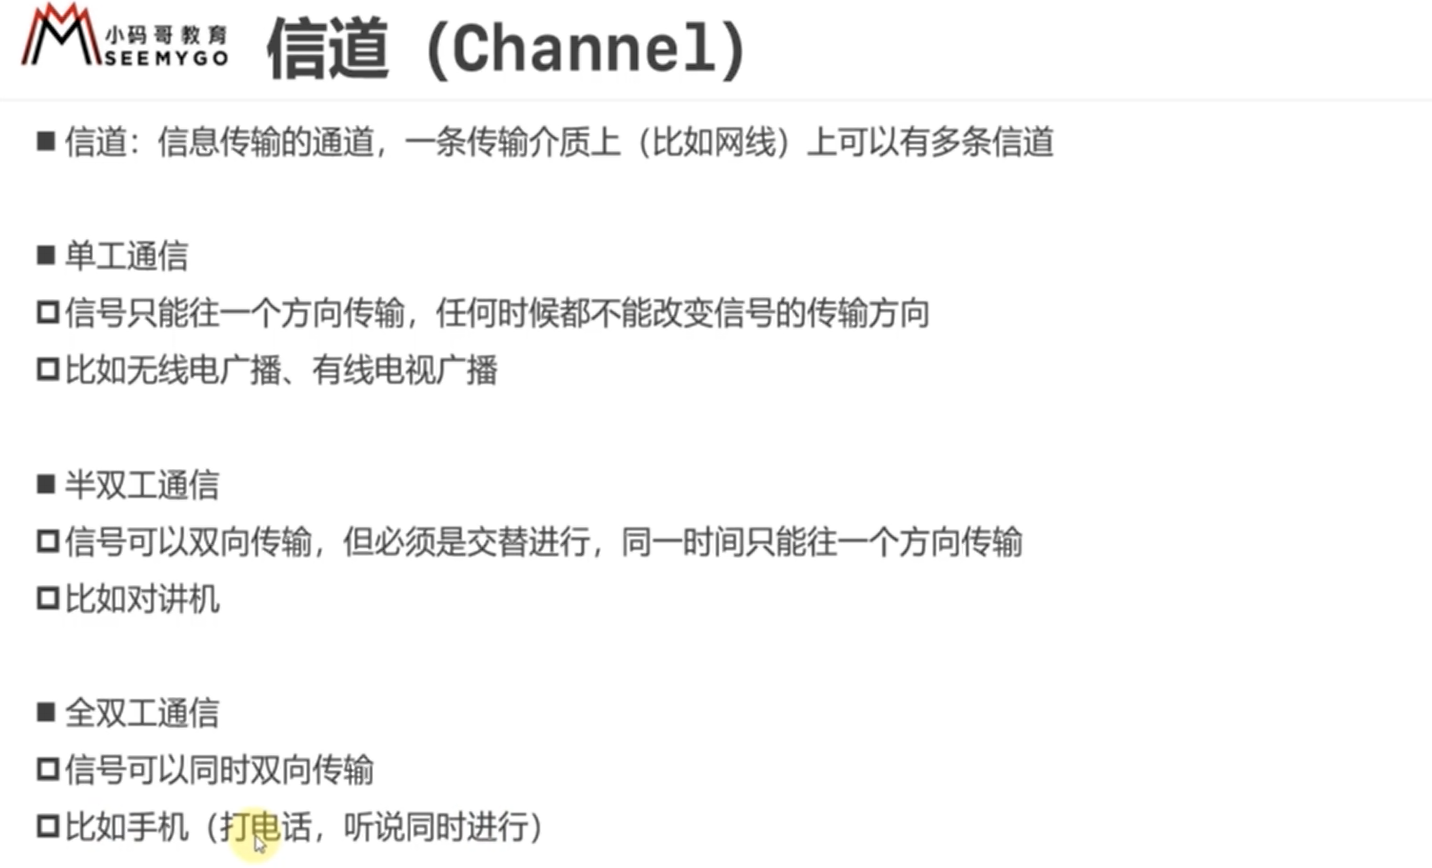 小码哥教育
SEEMYGO
信道（Channel）
■ 信道：信息传输的通道，一条传输介质上（比如网线）上可以有多条信道
■ 单工通信
□ 信号只能往一个方向传输，任何时候都不能改变信号的传输方向
□ 比如无线电广播、有线电视广播
■ 半双工通信
□ 信号可以双向传输，但必须是交替进行，同一时间只能往一个方向传输
□ 比如对讲机
■ 全双工通信
□ 信号可以同时双向传输
□ 比如手机（打电话，听说同时进行）